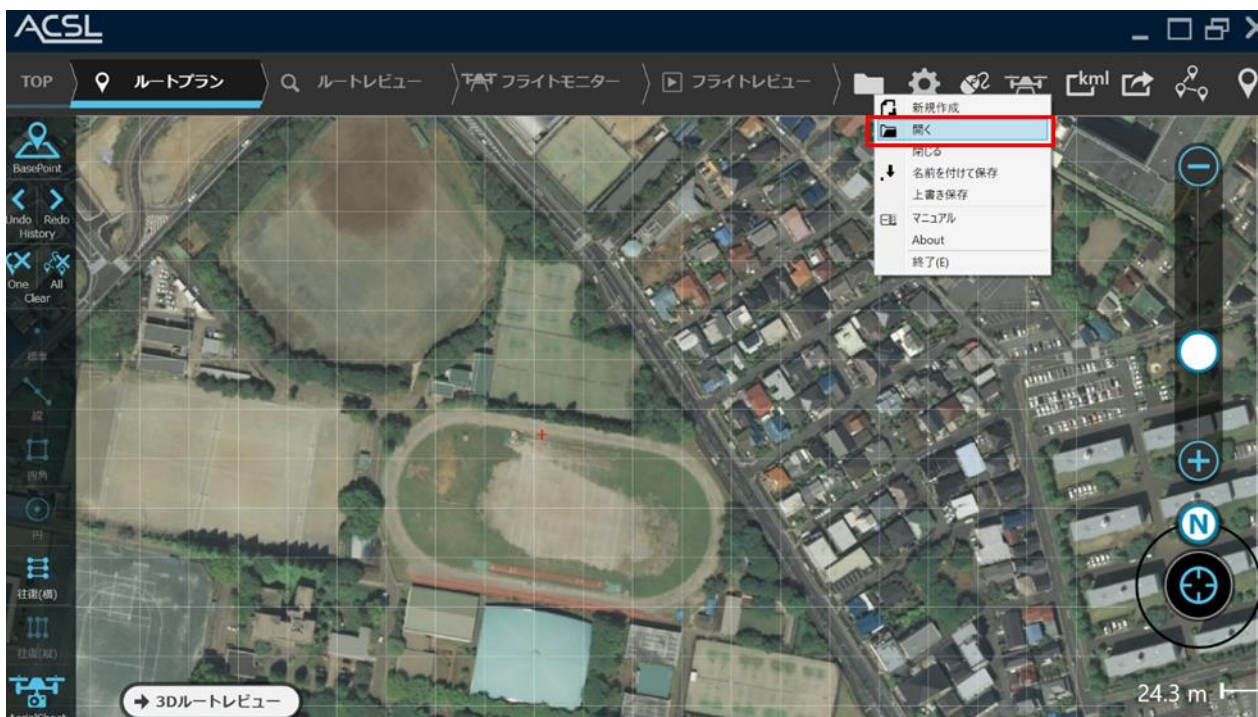 ACSL
TOP
ルートプラン
ルートレビュー
フライトモニター
フライトレビュー
kml
新規作成
開く
閉じる
名前を付けて保存
上書き保存
マニュアル
About
終了(E)
BasePoint
Undo Redo
History
One All
Clear
標準
線
四角
円
往復(横)
往復(縦)
N
3Dルートレビュー
24.3 m